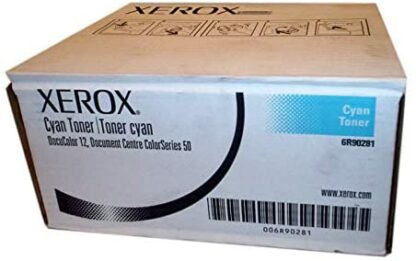 XEROX
XEROX.
Cyan Toner|Toner cyan
DocuColor 12, Document Centre ColorSeries 50
Cyan
Toner
6R90281
www.xerox.com
006R90281